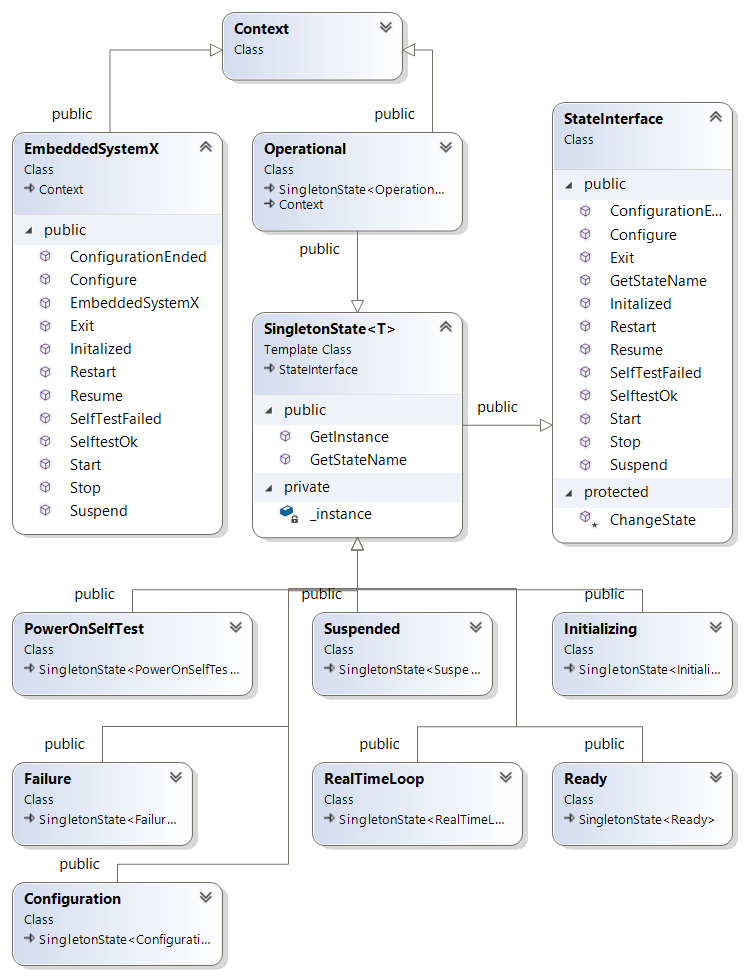 Context
Class
public
public
EmbeddedSystemX
Class
Context
public
ConfigurationEnded
Configure
EmbeddedSystemX
Exit
Initalized
Restart
Resume
SelfTestFailed
SelftestOk
Start
Stop
Suspend
Operational
Class
SingletonState<Operation...
Context
public
StateInterface
Class
public
ConfigurationE...
Configure
Exit
GetStateName
Initalized
Restart
Resume
SelfTestFailed
SelftestOk
Start
Stop
Suspend
protected
ChangeState
SingletonState<T>
Template Class
StateInterface
public
GetInstance
GetStateName
private
_instance
public
public
public
public
PowerOnSelfTest
Class
SingletonState<PowerOnSelfTes...
Suspended
Class
SingletonState<Suspe...
Initializing
Class
SingletonState<Initiali...
public
public
public
Failure
Class
SingletonState<Failur...
RealTimeLoop
Class
SingletonState<RealTimeL...
Ready
Class
SingletonState<Ready>
public
Configuration
Class
SingletonState<Configurati...